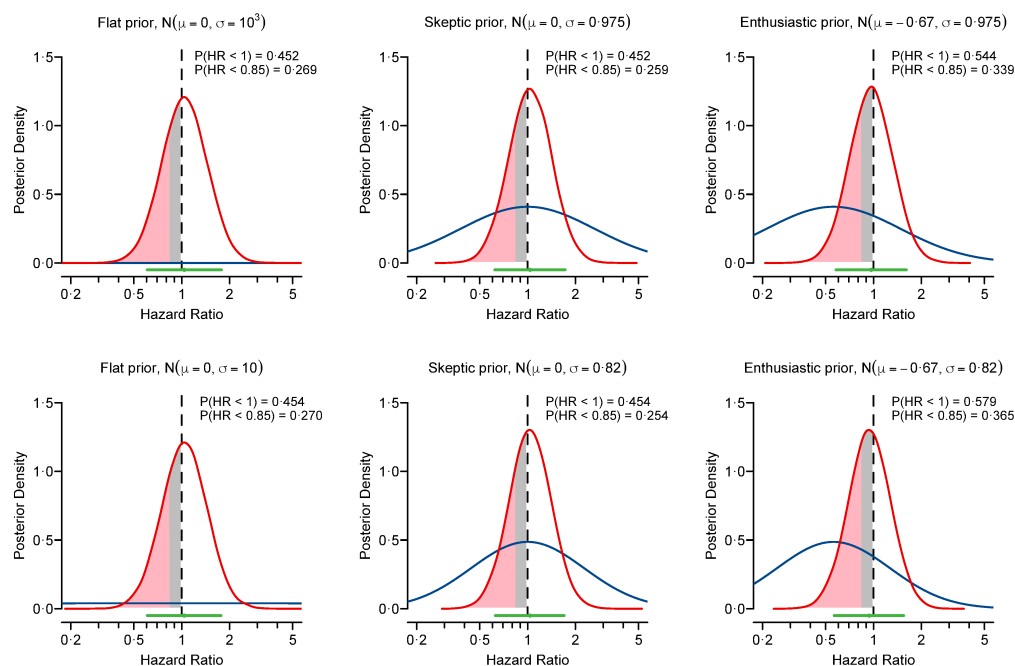 Flat prior, N(μ = 0, σ = 10³)
P(HR < 1) = 0·452
P(HR < 0.85) = 0·269
1·5
1·0
0·5
0·0
Posterior Density
0·2 0·5 1 2 5
Hazard Ratio
Skeptic prior, N(μ = 0, σ = 0·975)
P(HR < 1) = 0·452
P(HR < 0.85) = 0·259
1·5
1·0
0·5
0·0
Posterior Density
0·2 0·5 1 2 5
Hazard Ratio
Enthusiastic prior, N(μ = − 0·67, σ = 0·975)
P(HR < 1) = 0·544
P(HR < 0.85) = 0·339
1·5
1·0
0·5
0·0
Posterior Density
0·2 0·5 1 2 5
Hazard Ratio
Flat prior, N(μ = 0, σ = 10)
P(HR < 1) = 0·454
P(HR < 0.85) = 0·270
1·5
1·0
0·5
0·0
Posterior Density
0·2 0·5 1 2 5
Hazard Ratio
Skeptic prior, N(μ = 0, σ = 0·82)
P(HR < 1) = 0·454
P(HR < 0.85) = 0·254
1·5
1·0
0·5
0·0
Posterior Density
0·2 0·5 1 2 5
Hazard Ratio
Enthusiastic prior, N(μ = − 0·67, σ = 0·82)
P(HR < 1) = 0·579
P(HR < 0.85) = 0·365
1·5
1·0
0·5
0·0
Posterior Density
0·2 0·5 1 2 5
Hazard Ratio